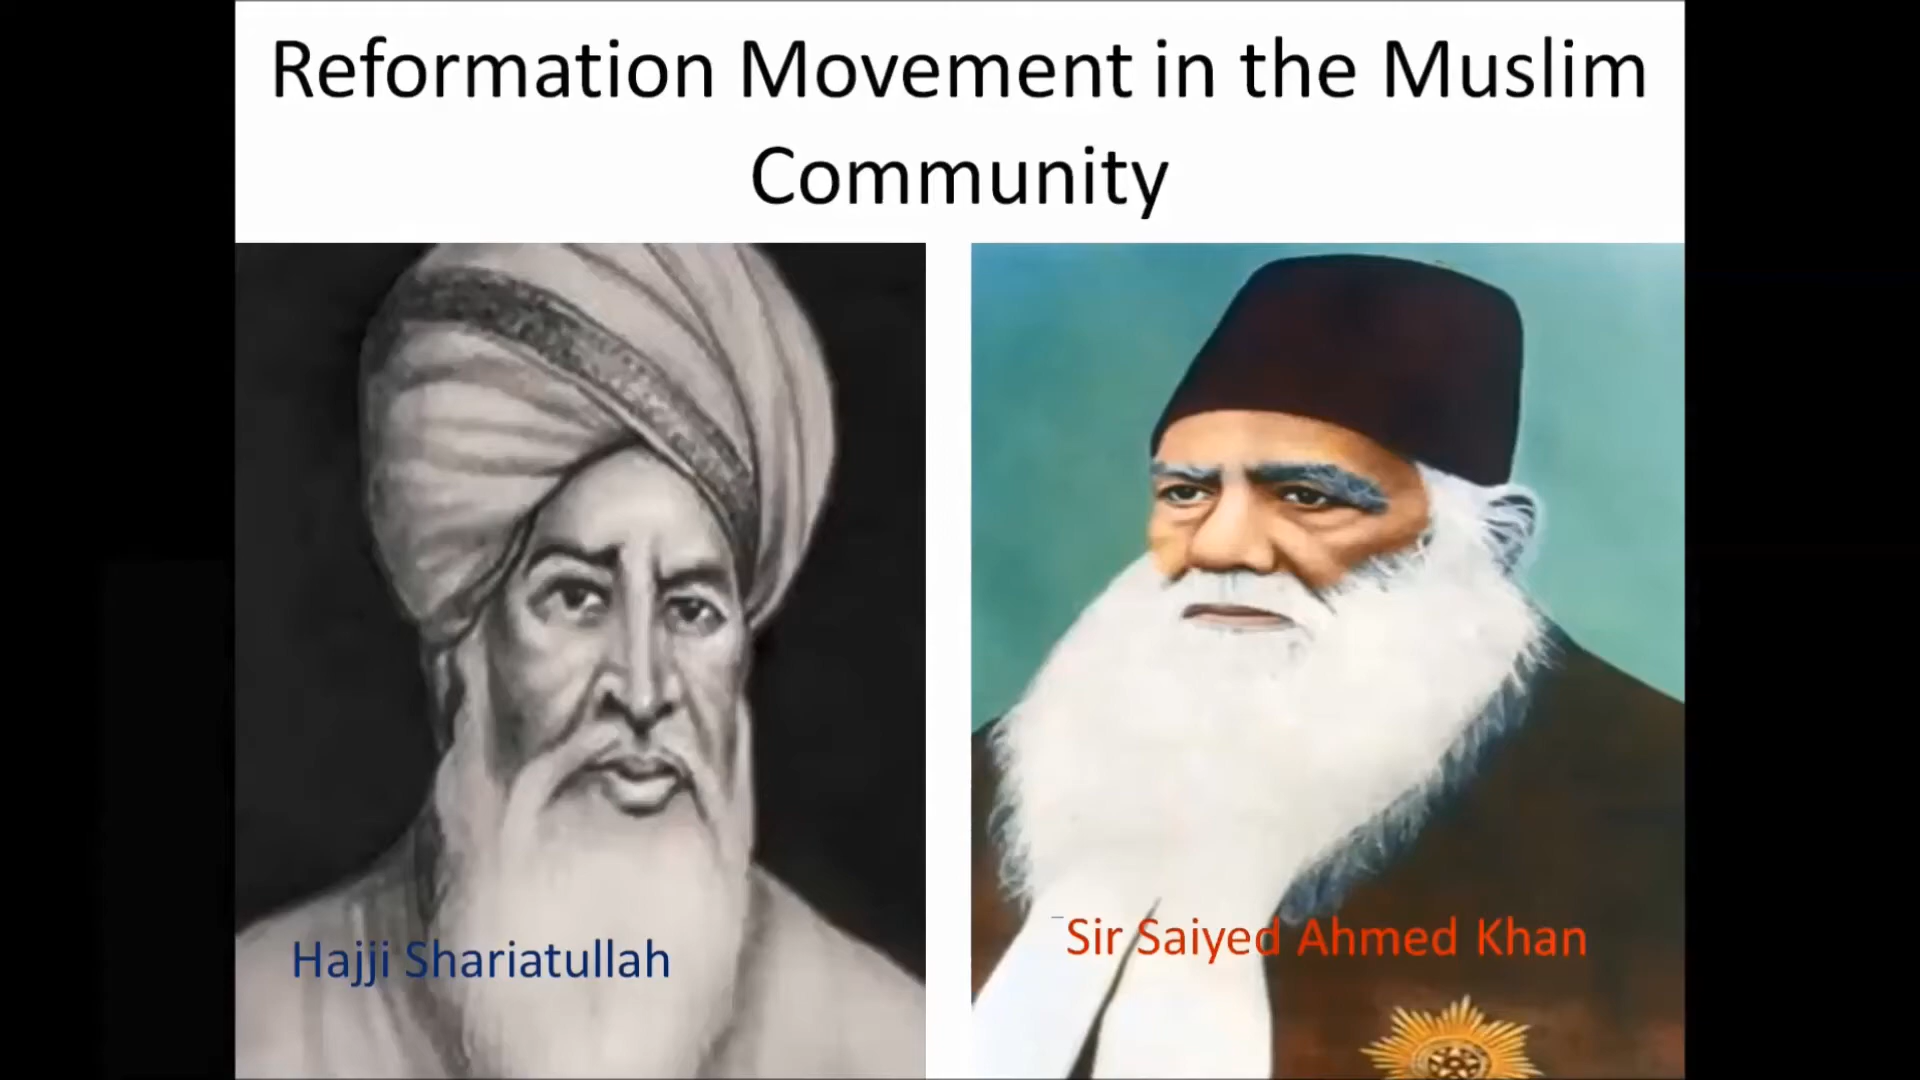 Reformation Movement in the Muslim
Community
Hajji Shariatullah
Sir Saiyed Ahmed Khan